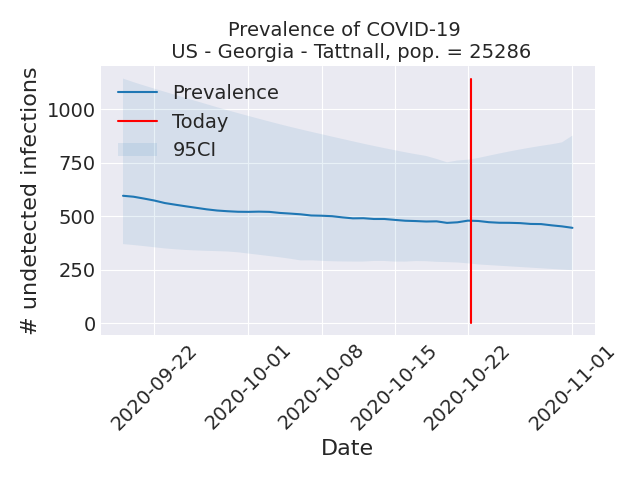 Prevalence of COVID-19
US - Georgia - Tattnall, pop. = 25286
# undetected infections
1000
750
500
250
0
Prevalence
Today
95CI
2020-09-22
2020-10-01
2020-10-08
2020-10-15
2020-10-22
2020-11-01
Date